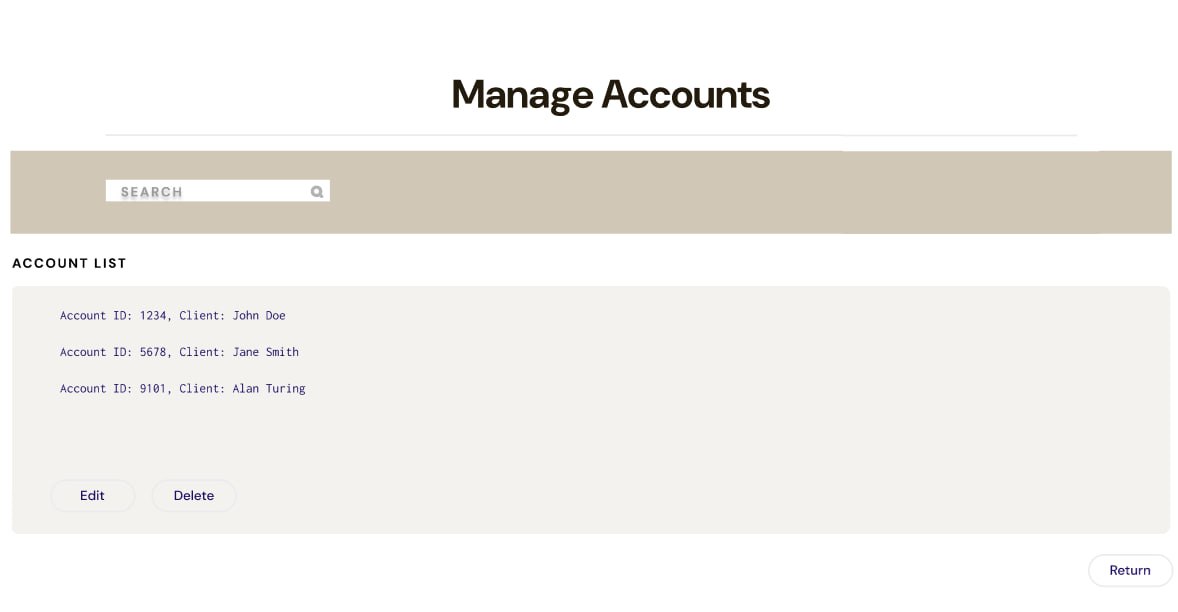 Manage Accounts
SEARCH
ACCOUNT LIST
Account ID: 1234, Client: John Doe
Account ID: 5678, Client: Jane Smith
Account ID: 9101, Client: Alan Turing
Edit
Delete
Return